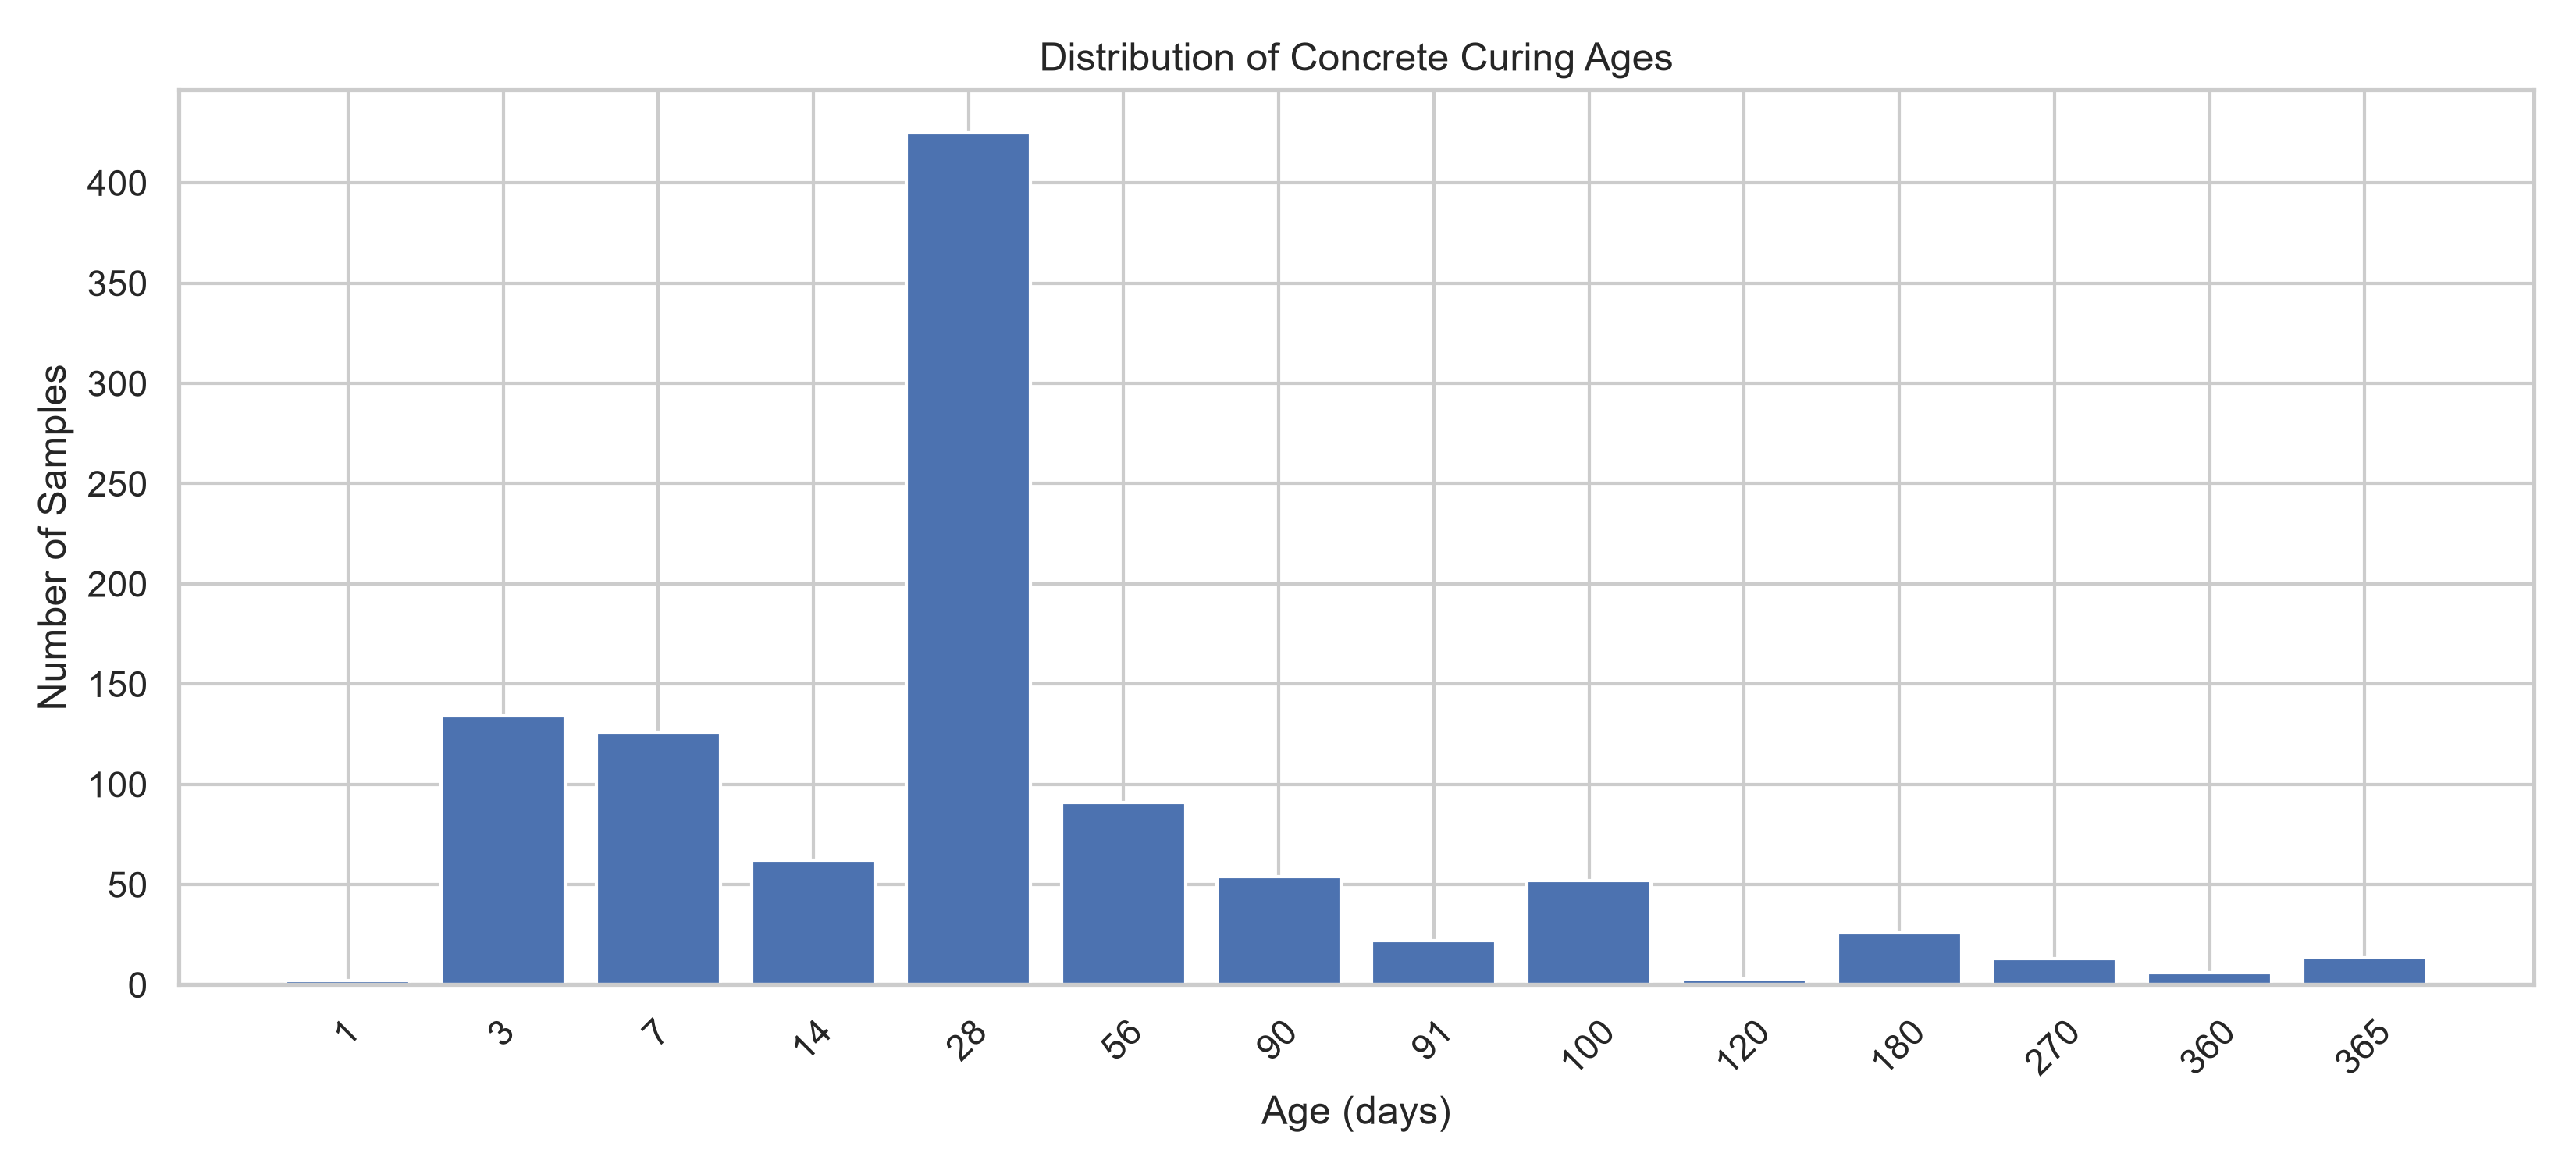 Distribution of Concrete Curing Ages
Number of Samples
400
350
300
250
200
150
100
50
0
1 3 7 14 28 56 90 91 100 120 180 270 360 365
Age (days)